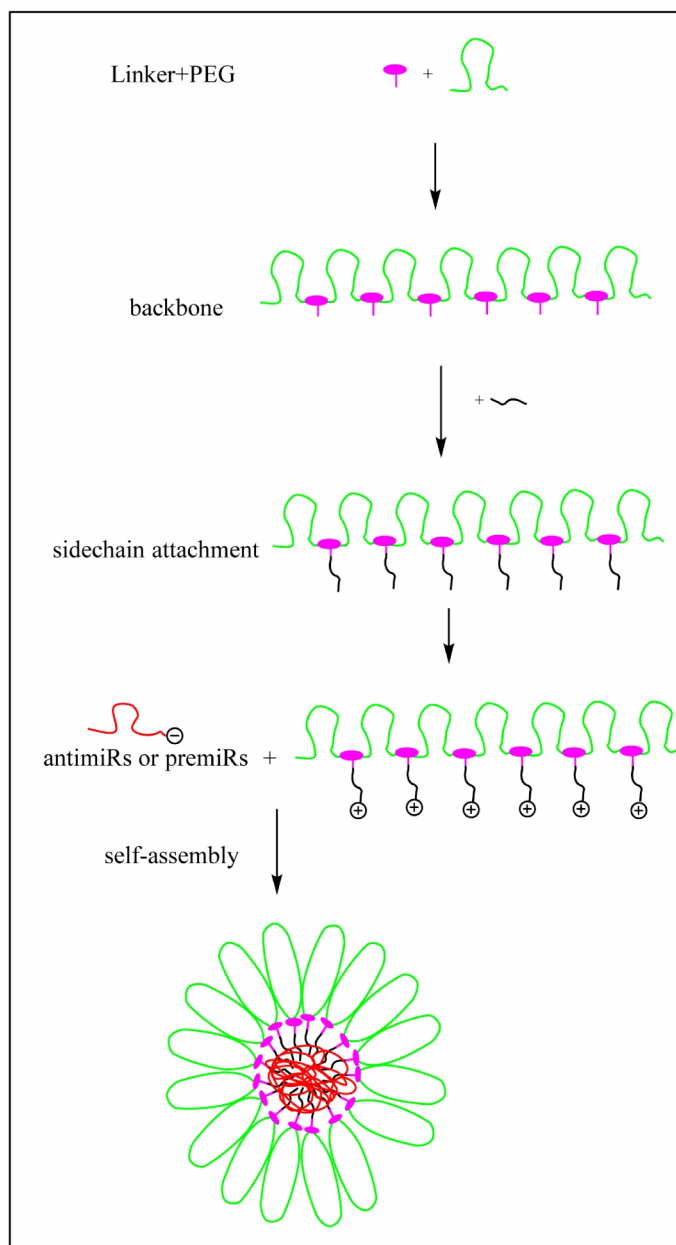 Linker+PEG
+
backbone
+
sidechain attachment
−
antimiRs or premiRs +
+ + + + + +
self-assembly